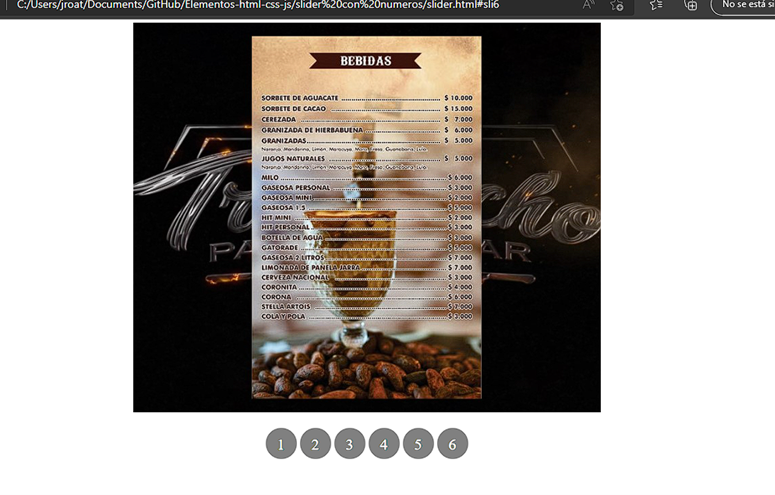 C:/Users/jroat/Documents/GitHub/Elementos-html-css-js/slider%20con%20numeros/slider.html#sli6
No se está si
BEBIDAS
SORBETE DE AGUACATE $ 10.000
SORBETE DE CACAO $ 15.000
CEREZADA $ 7.000
GRANIZADA DE HIERBABUENA $ 6.000
GRANIZADAS $ 5.000
Naranja, Mandarina, Limón, Maracuya, Mora, Fresa, Guanabana, Lulo
JUGOS NATURALES $ 5.000
Naranja, Mandarina, Limón, Maracuya, Mora, Fresa, Guanabana, Lulo
MILO $ 6.000
GASEOSA PERSONAL $ 3.000
GASEOSA MINI $ 2.000
GASEOSA 1.5 $ 5.000
HIT MINI $ 2.000
HIT PERSONAL $ 3.000
BOTELLA DE AGUA $ 2.000
GATORADE $ 5.000
GASEOSA 2 LITROS $ 7.000
LIMONADA DE PANELA JARRA $ 7.000
CERVEZA NACIONAL $ 3.000
CORONITA $ 4.000
CORONA $ 6.000
STELLA ARTOIS $ 7.000
COLA Y POLA $ 3.000
1 2 3 4 5 6